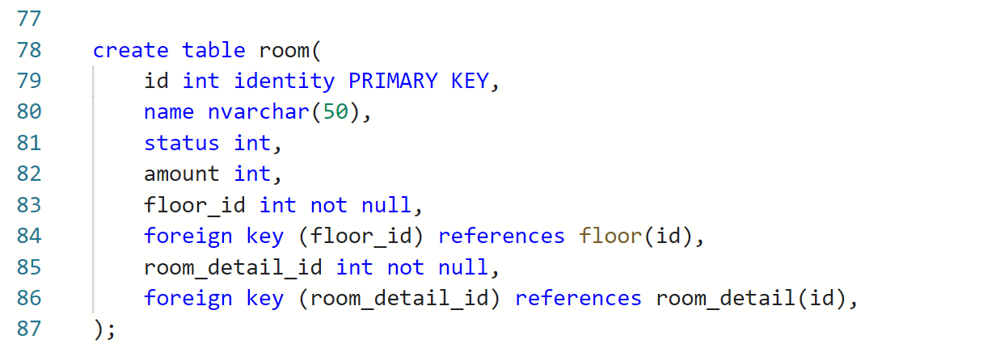 77
78 create table room(
79 id int identity PRIMARY KEY,
80 name nvarchar(50),
81 status int,
82 amount int,
83 floor_id int not null,
84 foreign key (floor_id) references floor(id),
85 room_detail_id int not null,
86 foreign key (room_detail_id) references room_detail(id),
87 );